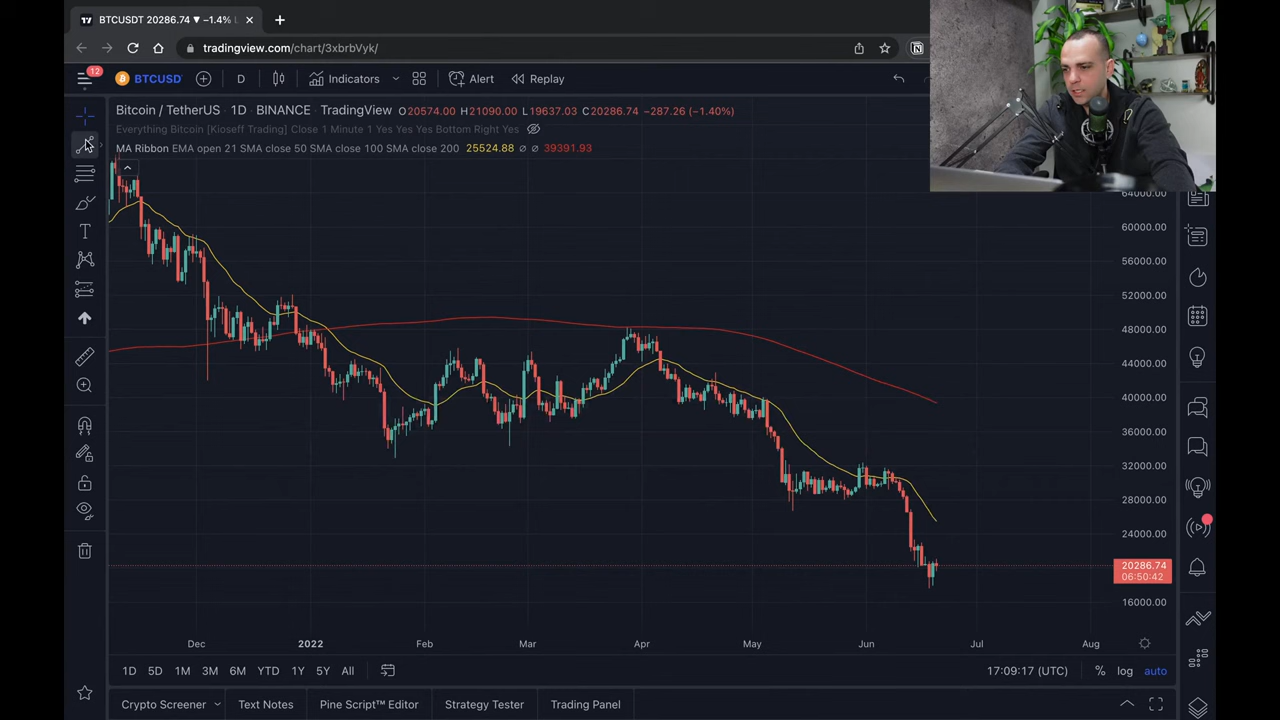 BTCUSDT 20286.74 ▼ −1.4%
tradingview.com/chart/3xbrbVyk/
12
BTCUSD
D
Indicators
Alert
Replay
Bitcoin / TetherUS · 1D · BINANCE · TradingView O20574.00 H21090.00 L19637.03 C20286.74 −287.26 (−1.40%)
Everything Bitcoin [Kioseff Trading] Close 1 Minute 1 Yes Yes Yes Bottom Right Yes
MA Ribbon EMA open 21 SMA close 50 SMA close 100 SMA close 200 25524.88 ∅ ∅ 39391.93
64000.00
60000.00
56000.00
52000.00
48000.00
44000.00
40000.00
36000.00
32000.00
28000.00
24000.00
20286.74
06:50:42
16000.00
Dec 2022 Feb Mar Apr May Jun Jul Aug
1D 5D 1M 3M 6M YTD 1Y 5Y All
17:09:17 (UTC) % log auto
Crypto Screener Text Notes Pine Script™ Editor Strategy Tester Trading Panel